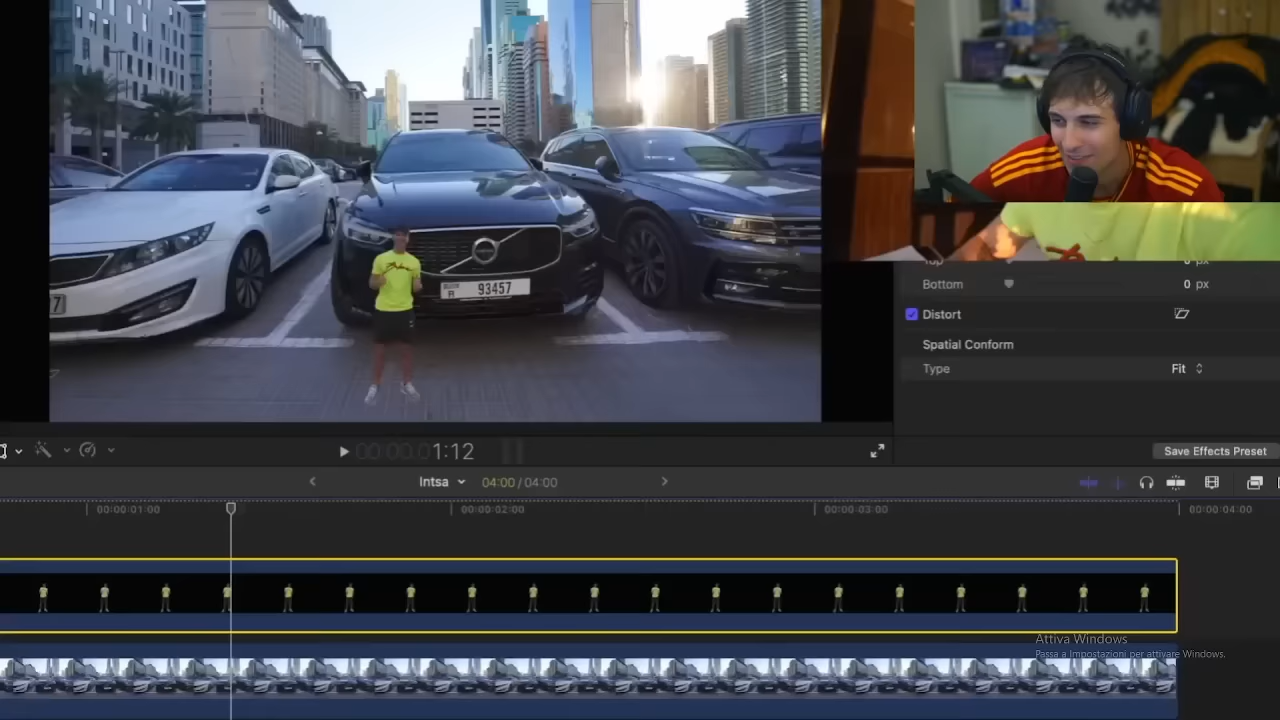 93457
7
Bottom
0 px
Distort
Spatial Conform
Type
Fit
1:12
Save Effects Preset
Intsa
04:00 / 04:00
00:00:01:00
00:00:02:00
00:00:03:00
00:00:04:00
Attiva Windows
Passa a Impostazioni per attivare Windows.